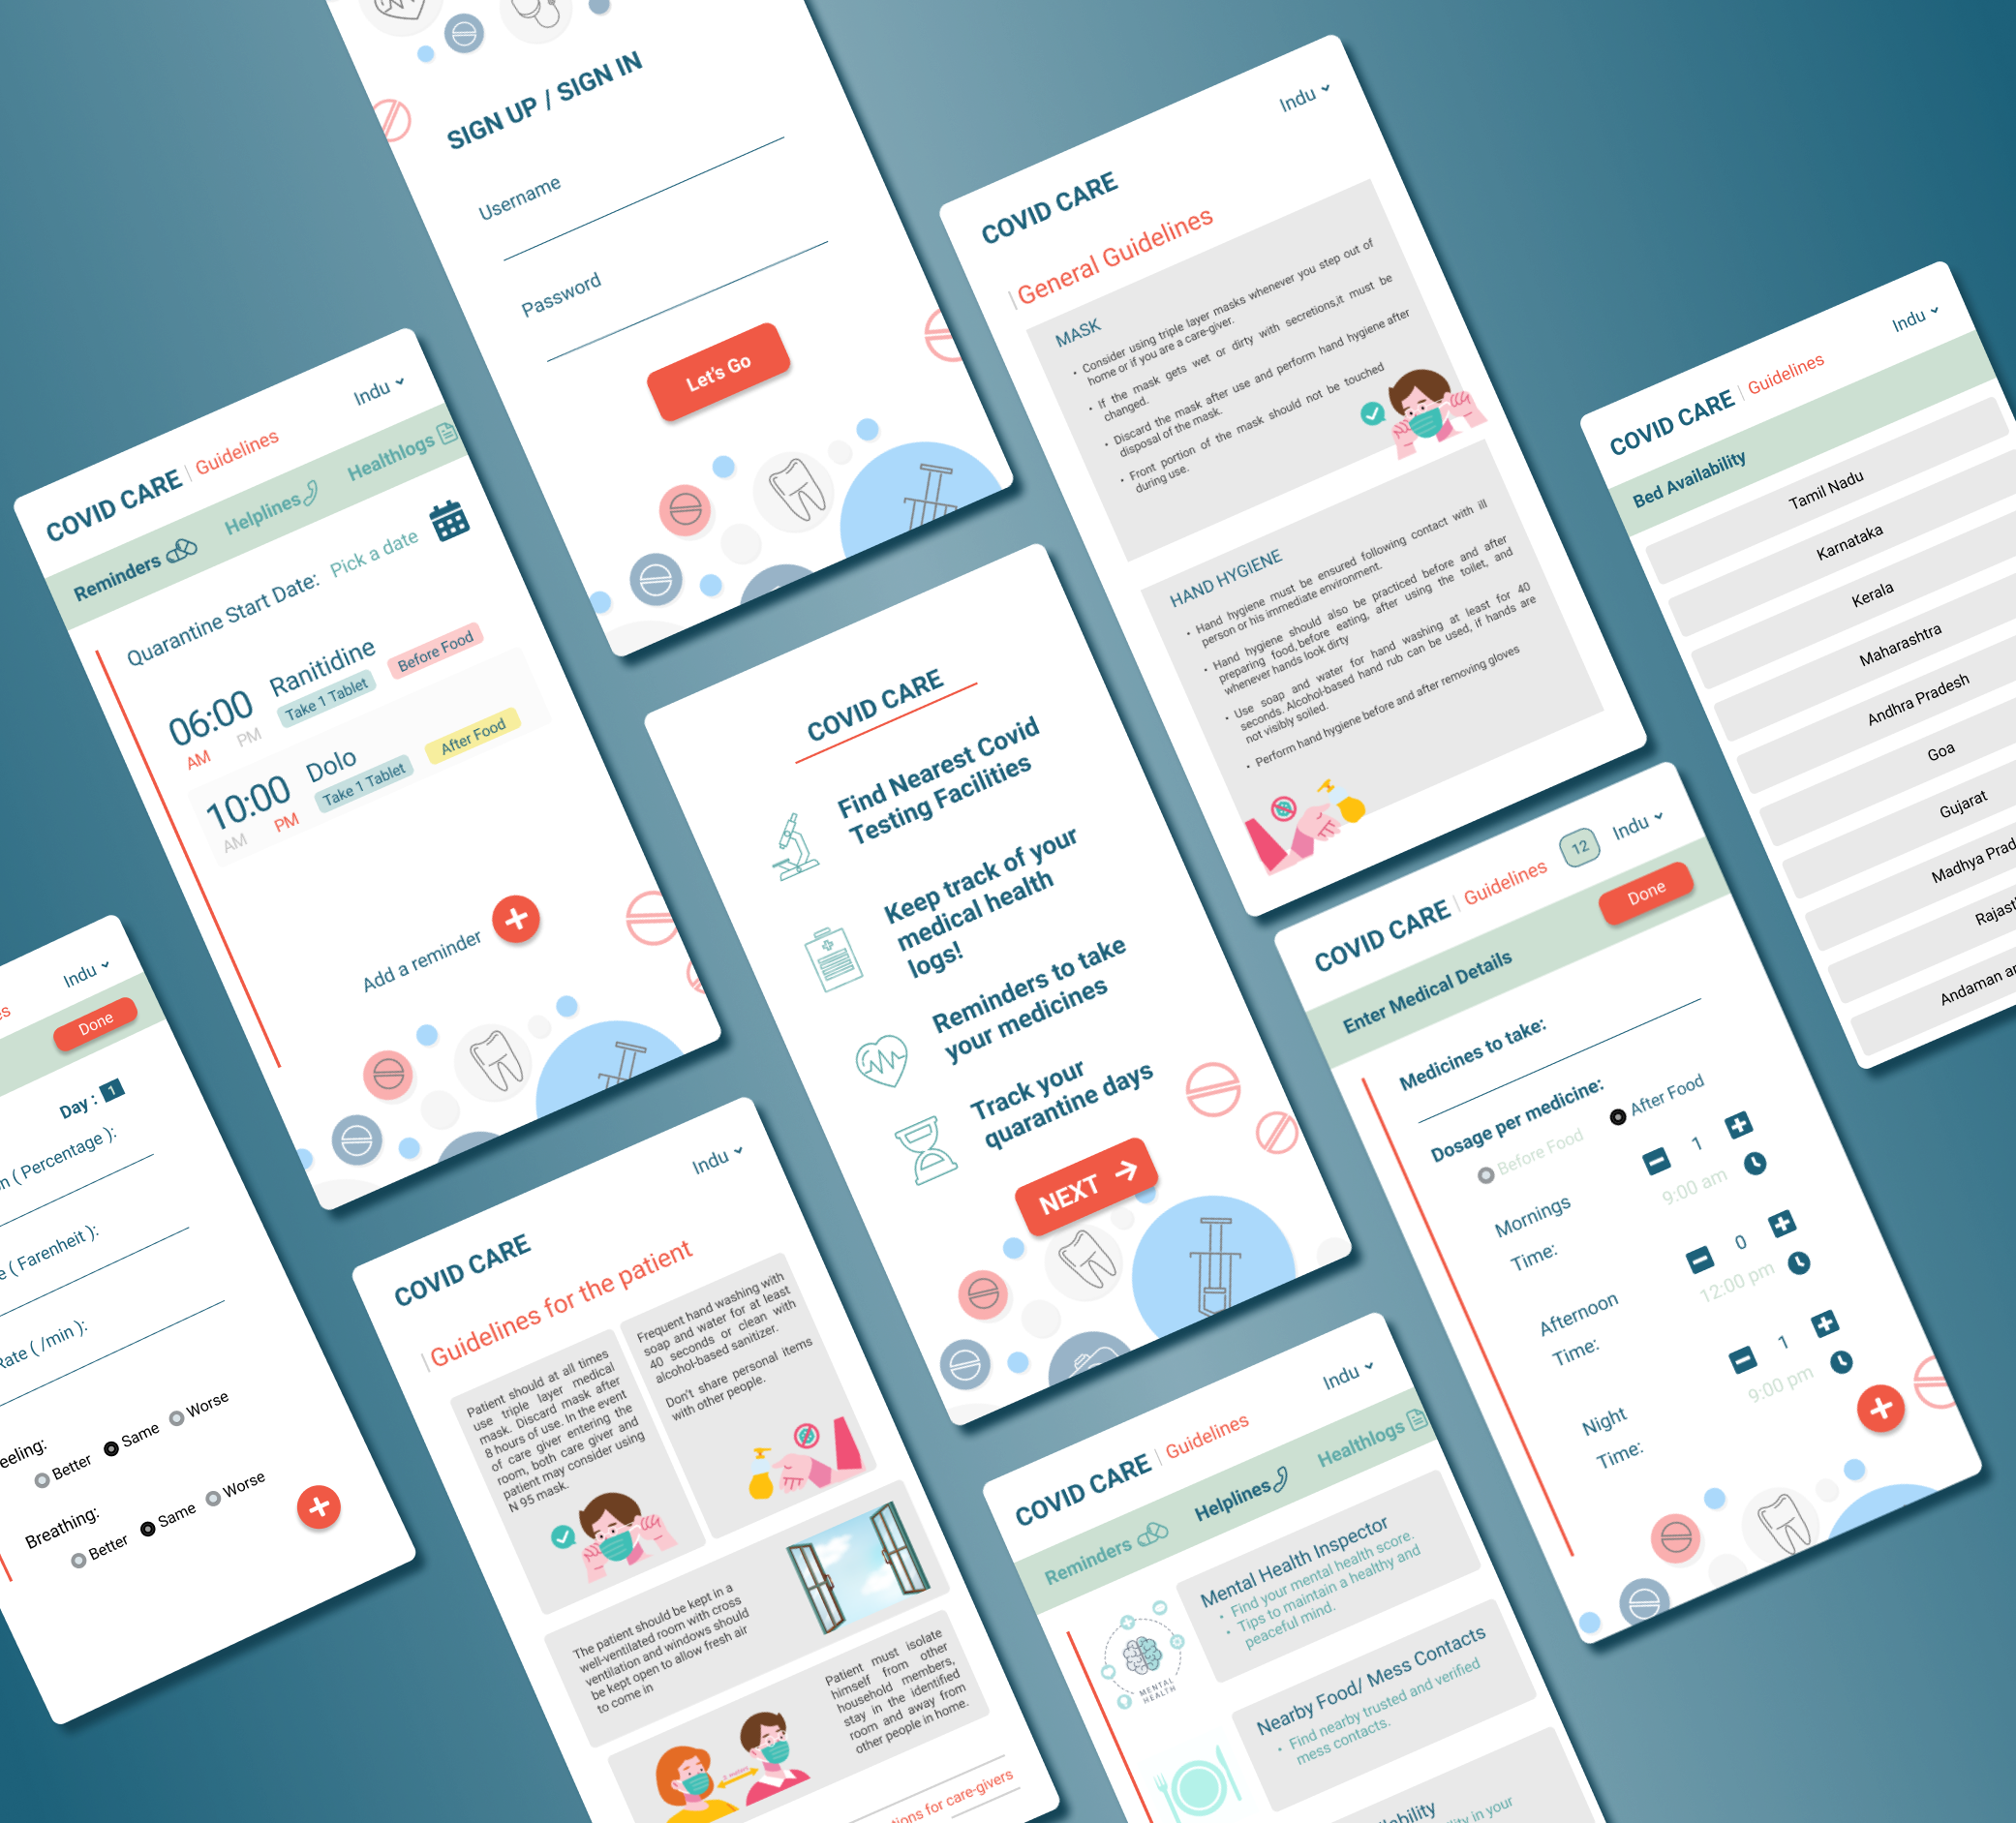 SIGN UP / SIGN IN
Username
Password
Let's Go
Indu
COVID CARE | Guidelines
Reminders
Helplines
Healthlogs
Quarantine Start Date: Pick a date
06:00
AM PM
Ranitidine
Take 1 Tablet
Before Food
10:00
AM PM
Dolo
Take 1 Tablet
After Food
Add a reminder
Indu
COVID CARE
General Guidelines
MASK
• Consider using triple layer masks whenever you step out of
home or if you are a care-giver.
• If the mask gets wet or dirty with secretions,it must be
changed.
• Discard the mask after use and perform hand hygiene after
disposal of the mask.
• Front portion of the mask should not be touched
during use.
HAND HYGIENE
• Hand hygiene must be ensured following contact with ill
person or his immediate environment.
• Hand hygiene should also be practiced before and after
preparing food,before eating, after using the toilet, and
whenever hands look dirty
• Use soap and water for hand washing at least for 40
seconds. Alcohol-based hand rub can be used, if hands are
not visibly soiled.
• Perform hand hygiene before and after removing gloves
Indu
COVID CARE | Guidelines
Bed Availability
Tamil Nadu
Karnataka
Kerala
Maharashtra
Andhra Pradesh
Goa
Gujarat
Madhya Prad
Rajast
Andaman
COVID CARE
Find Nearest Covid
Testing Facilities
Keep track of your
medical health
logs!
Reminders to take
your medicines
Track your
quarantine days
NEXT
COVID CARE | Guidelines
12
Indu
Enter Medical Details
Done
Medicines to take:
Dosage per medicine:
Before Food
After Food
Mornings
1
Time:
9:00 am
Afternoon
0
Time:
12:00 pm
Night
1
Time:
9:00 pm
es
Indu
Done
Day : 1
n ( Percentage ):
e ( Farenheit ):
Rate ( /min ):
eeling:
Better Same Worse
Breathing:
Better Same Worse
Indu
COVID CARE
Guidelines for the patient
Patient should at all times
use triple layer medical
mask. Discard mask after
8 hours of use. In the event
of care giver entering the
room, both care giver and
patient may consider using
N 95 mask.
Frequent hand washing with
soap and water for at least
40 seconds or clean with
alcohol-based sanitizer.
Don't share personal items
with other people.
The patient should be kept in a
well-ventilated room with cross
ventilation and windows should
be kept open to allow fresh air
to come in
Patient must isolate
himself from other
household members,
stay in the identified
room and away from
other people in home.
tions for care-givers
Indu
COVID CARE | Guidelines
Reminders
Helplines
Healthlogs
MENTAL
HEALTH
Mental Health Inspector
• Find your mental health score.
• Tips to maintain a healthy and
peaceful mind.
Nearby Food/ Mess Contacts
• Find nearby trusted and verified
mess contacts.
lability
ility in your